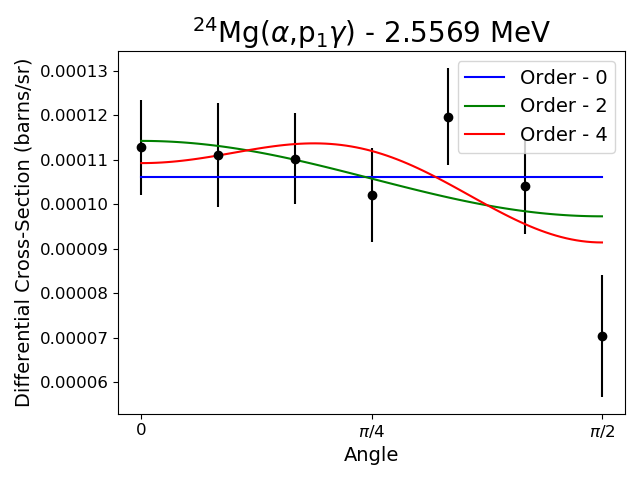 ²⁴Mg(α,p₁γ) - 2.5569 MeV
Differential Cross-Section (barns/sr)
0.00013
0.00012
0.00011
0.00010
0.00009
0.00008
0.00007
0.00006
Order - 0
Order - 2
Order - 4
0
π/4
π/2
Angle